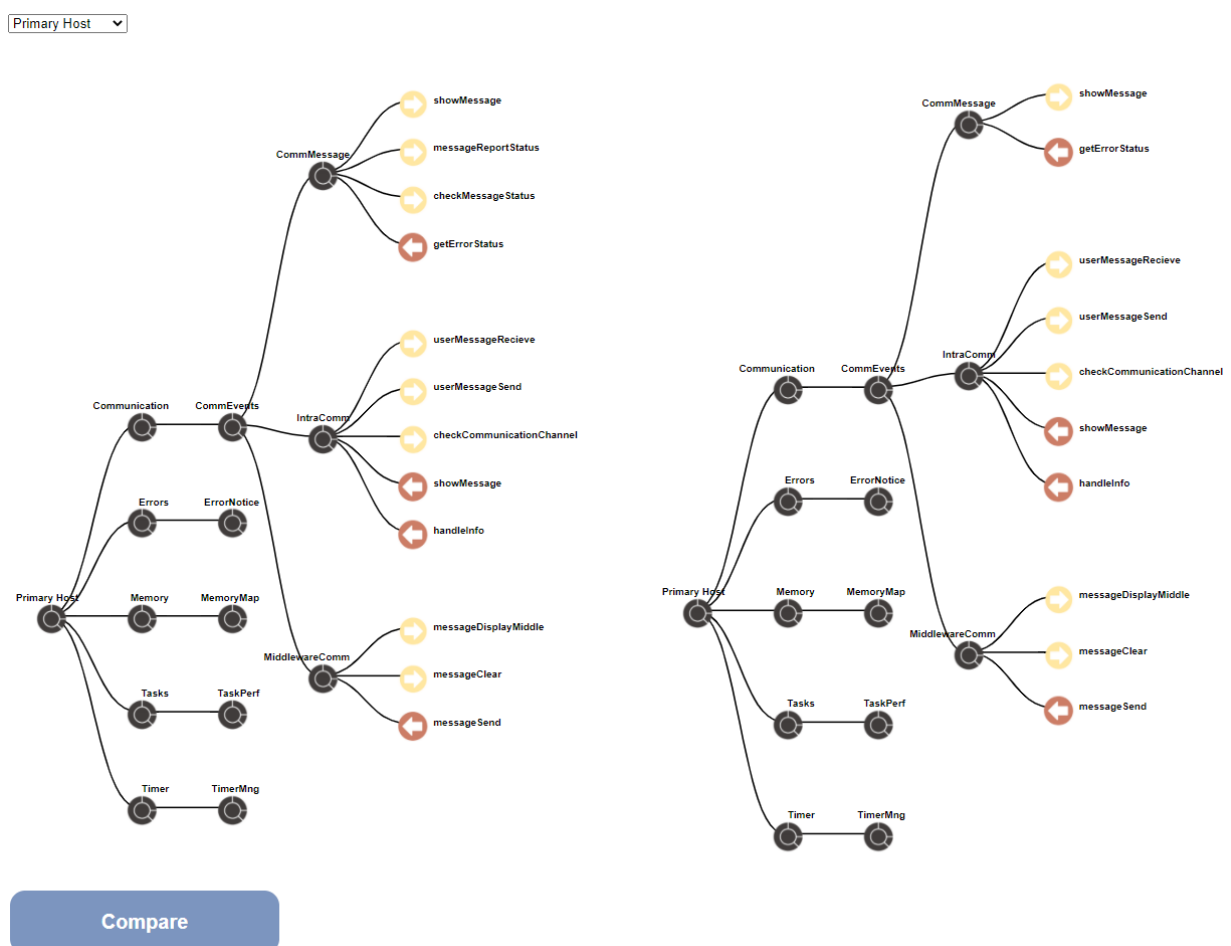 Primary Host
showMessage
messageReportStatus
CommMessage
checkMessageStatus
getErrorStatus
userMessageRecieve
userMessageSend
Communication
CommEvents
IntraComm
checkCommunicationChannel
showMessage
Errors
ErrorNotice
handleInfo
Primary Host
Memory
MemoryMap
messageDisplayMiddle
MiddlewareComm
messageClear
Tasks
TaskPerf
messageSend
Timer
TimerMng
showMessage
CommMessage
getErrorStatus
userMessageRecieve
userMessageSend
IntraComm
Communication
CommEvents
checkCommunicationChannel
showMessage
Errors
ErrorNotice
handleInfo
Primary Host
Memory
MemoryMap
messageDisplayMiddle
MiddlewareComm
messageClear
Tasks
TaskPerf
messageSend
Timer
TimerMng
Compare